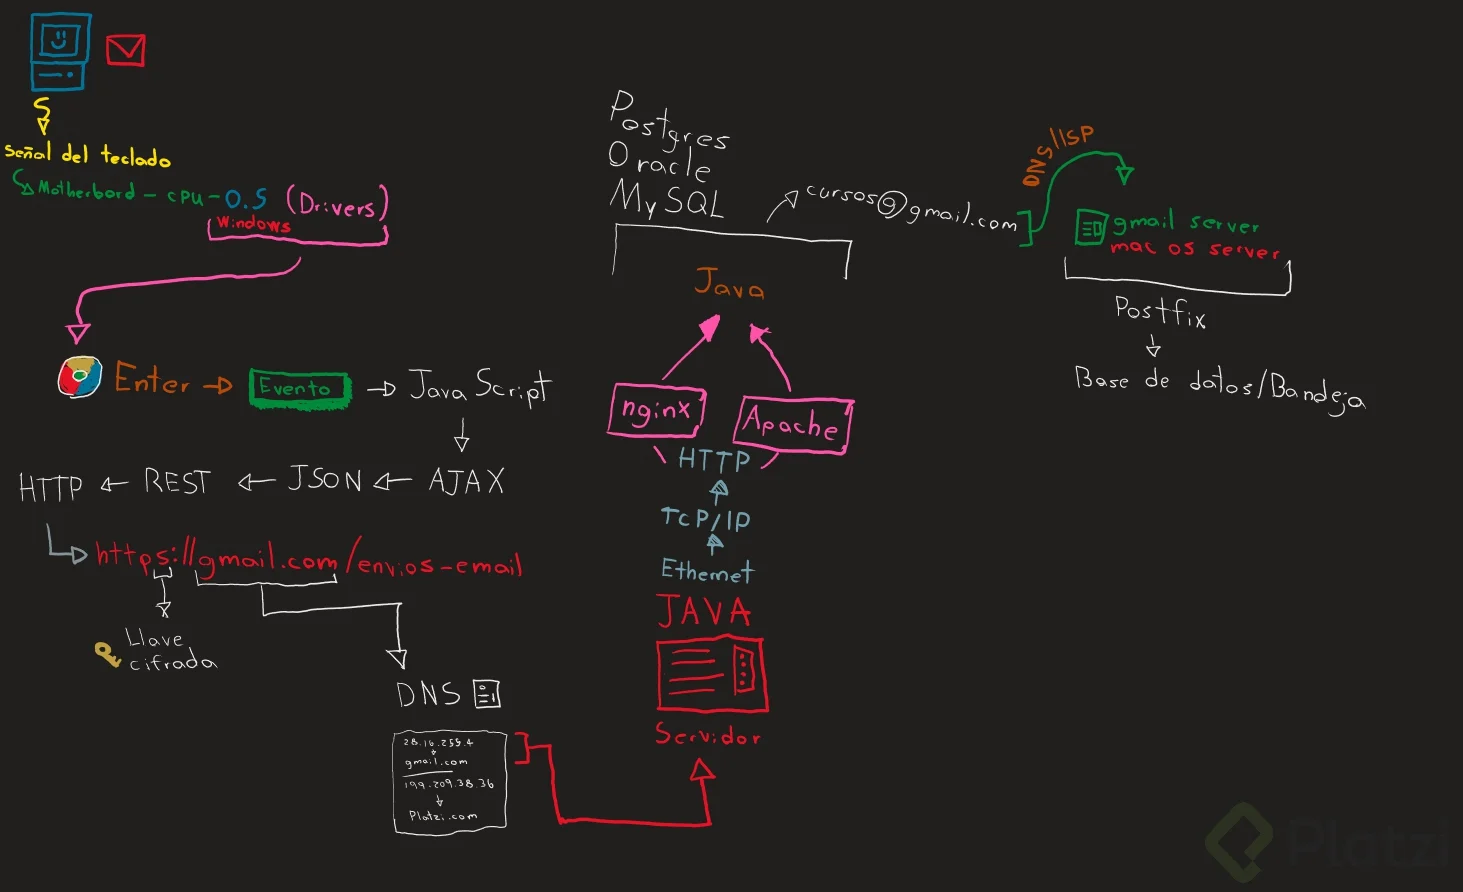 Señal del teclado
Motherbord - cpu - O.S (Drivers)
Windows
Enter
Evento
JavaScript
HTTP REST JSON AJAX
https://gmail.com/envios-email
Llave
cifrada
DNS
28.16.255.4
gmail.com
199.209.38.36
Platzi.com
Postgres
Oracle
MySQL
Java
nginx
Apache
HTTP
TCP/IP
Ethernet
JAVA
Servidor
cursos@gmail.com
DNS/ISP
gmail server
mac os server
Postfix
Base de datos/Bandeja
Platzi